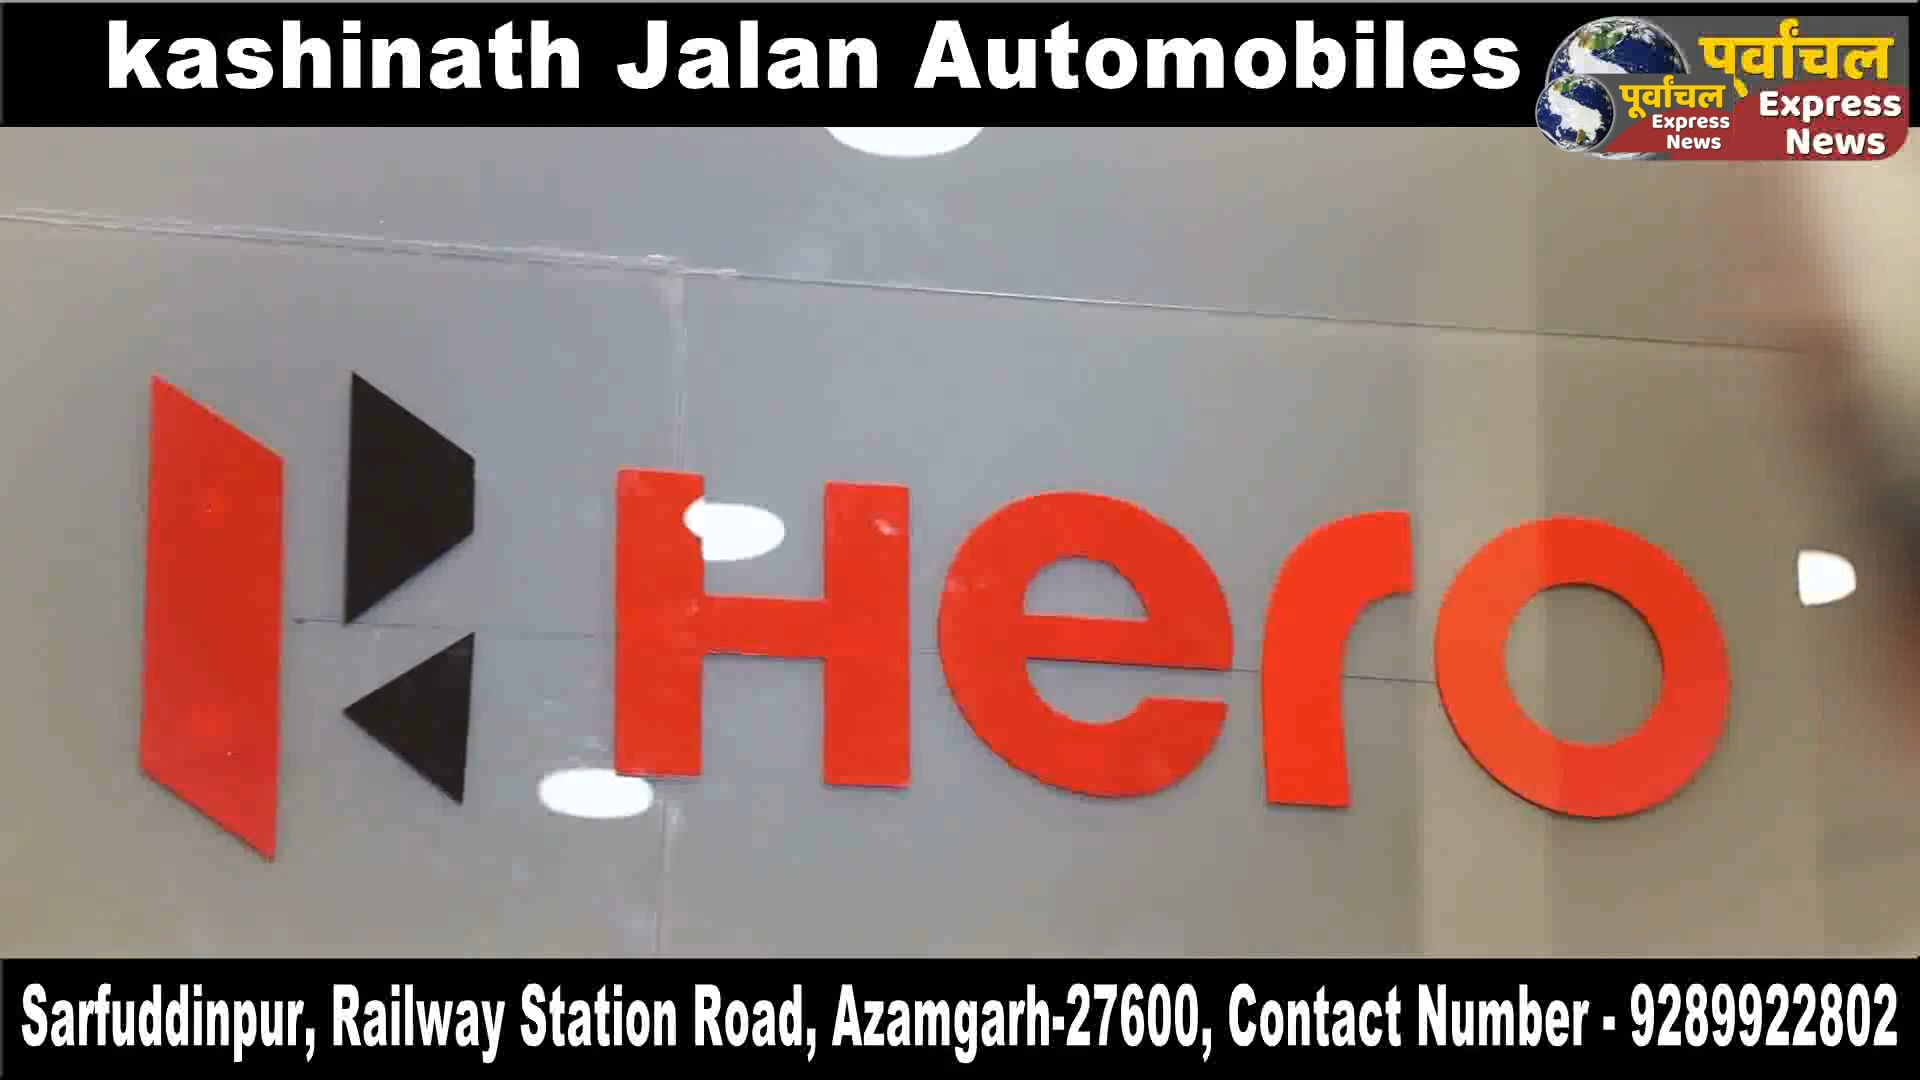 kashinath Jalan Automobiles
पूर्वांचल
Express
News
पूर्वांचल
Express
News
Hero
Sarfuddinpur, Railway Station Road, Azamgarh-27600, Contact Number - 9289922802